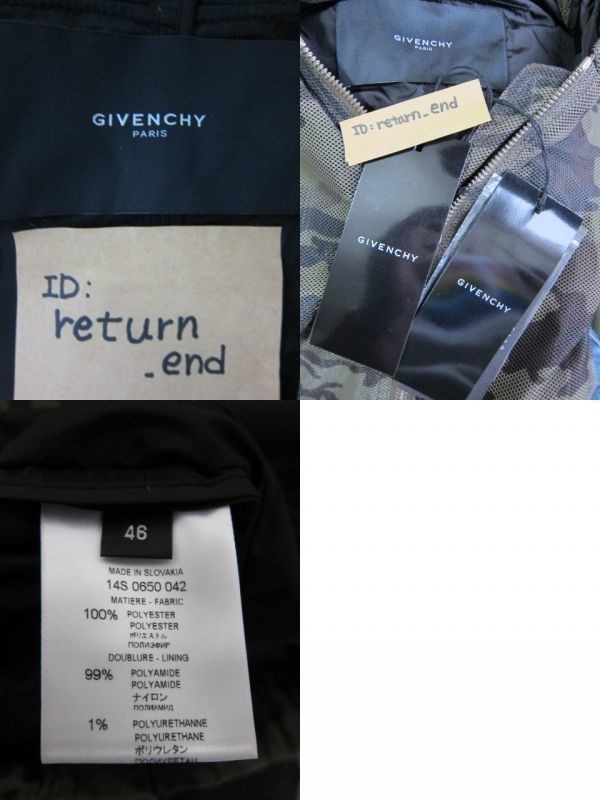 GIVENCHY
PARIS
ID:
return
_end
GIVENCHY
PARIS
ID:return_end
GIVENCHY
GIVENCHY
46
MADE IN SLOVAKIA
14S 0650 042
MATIERE - FABRIC
100% POLYESTER
POLYESTER
ポリエステル
ПОЛИЭФИР
DOUBLURE - LINING
99% POLYAMIDE
POLYAMIDE
ナイロン
ПОЛИАМИД
1% POLYURETHANNE
POLYURETHANE
ポリウレタン
ПОЛИУРЕТАН